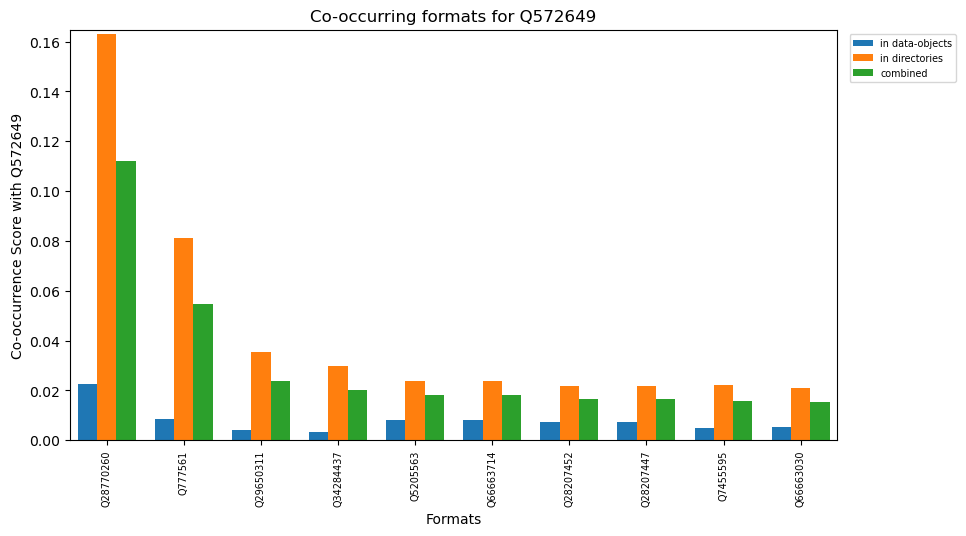 Co-occurring formats for Q572649
in data-objects
in directories
combined
Co-occurrence Score with Q572649
0.16
0.14
0.12
0.10
0.08
0.06
0.04
0.02
0.00
Q28770260
Q777561
Q29650311
Q34284437
Q5205563
Q66663714
Q28207452
Q28207447
Q7455595
Q66663030
Formats